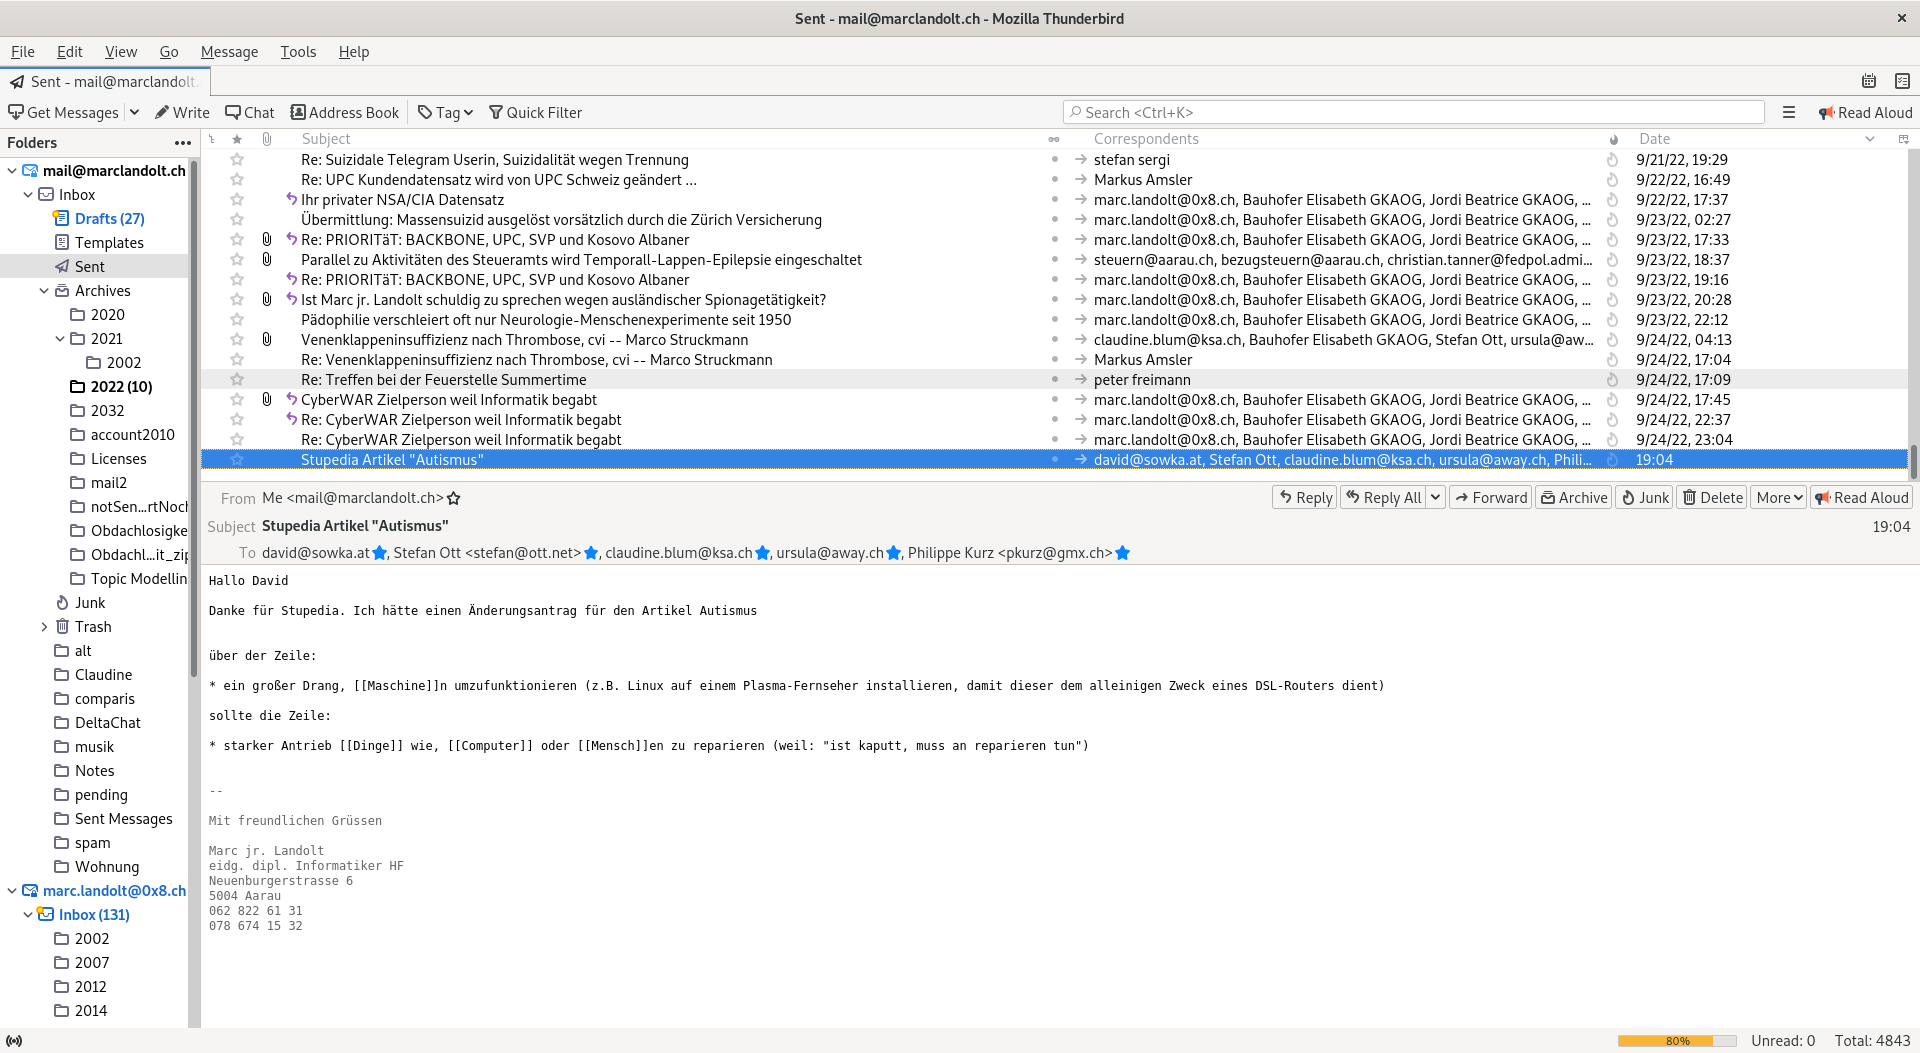 Sent - mail@marclandolt.ch - Mozilla Thunderbird
File Edit View Go Message Tools Help
Sent - mail@marclandolt.
Get Messages Write Chat Address Book Tag Quick Filter Search <Ctrl+K> Read Aloud
Folders
mail@marclandolt.ch
Inbox
Drafts (27)
Templates
Sent
Archives
2020
2021
2002
2022 (10)
2032
account2010
Licenses
mail2
notSen...rtNoch
Obdachlosigke
Obdachl...it_zip
Topic Modellin
Junk
Trash
alt
Claudine
comparis
DeltaChat
musik
Notes
pending
Sent Messages
spam
Wohnung
marc.landolt@0x8.ch
Inbox (131)
2002
2007
2012
2014
Subject Correspondents Date
Re: Suizidale Telegram Userin, Suizidalität wegen Trennung stefan sergi 9/21/22, 19:29
Re: UPC Kundendatensatz wird von UPC Schweiz geändert ... Markus Amsler 9/22/22, 16:49
Ihr privater NSA/CIA Datensatz marc.landolt@0x8.ch, Bauhofer Elisabeth GKAOG, Jordi Beatrice GKAOG, ... 9/22/22, 17:37
Übermittlung: Massensuizid ausgelöst vorsätzlich durch die Zürich Versicherung marc.landolt@0x8.ch, Bauhofer Elisabeth GKAOG, Jordi Beatrice GKAOG, ... 9/23/22, 02:27
Re: PRIORITäT: BACKBONE, UPC, SVP und Kosovo Albaner marc.landolt@0x8.ch, Bauhofer Elisabeth GKAOG, Jordi Beatrice GKAOG, ... 9/23/22, 17:33
Parallel zu Aktivitäten des Steueramts wird Temporall-Lappen-Epilepsie eingeschaltet steuern@aarau.ch, bezugsteuern@aarau.ch, christian.tanner@fedpol.admi... 9/23/22, 18:37
Re: PRIORITäT: BACKBONE, UPC, SVP und Kosovo Albaner marc.landolt@0x8.ch, Bauhofer Elisabeth GKAOG, Jordi Beatrice GKAOG, ... 9/23/22, 19:16
Ist Marc jr. Landolt schuldig zu sprechen wegen ausländischer Spionagetätigkeit? marc.landolt@0x8.ch, Bauhofer Elisabeth GKAOG, Jordi Beatrice GKAOG, ... 9/23/22, 20:28
Pädophilie verschleiert oft nur Neurologie-Menschenexperimente seit 1950 marc.landolt@0x8.ch, Bauhofer Elisabeth GKAOG, Jordi Beatrice GKAOG, ... 9/23/22, 22:12
Venenklappeninsuffizienz nach Thrombose, cvi -- Marco Struckmann claudine.blum@ksa.ch, Bauhofer Elisabeth GKAOG, Stefan Ott, ursula@aw... 9/24/22, 04:13
Re: Venenklappeninsuffizienz nach Thrombose, cvi -- Marco Struckmann Markus Amsler 9/24/22, 17:04
Re: Treffen bei der Feuerstelle Summertime peter freimann 9/24/22, 17:09
CyberWAR Zielperson weil Informatik begabt marc.landolt@0x8.ch, Bauhofer Elisabeth GKAOG, Jordi Beatrice GKAOG, ... 9/24/22, 17:45
Re: CyberWAR Zielperson weil Informatik begabt marc.landolt@0x8.ch, Bauhofer Elisabeth GKAOG, Jordi Beatrice GKAOG, ... 9/24/22, 22:37
Re: CyberWAR Zielperson weil Informatik begabt marc.landolt@0x8.ch, Bauhofer Elisabeth GKAOG, Jordi Beatrice GKAOG, ... 9/24/22, 23:04
Stupedia Artikel "Autismus" david@sowka.at, Stefan Ott, claudine.blum@ksa.ch, ursula@away.ch, Phili... 19:04
From Me <mail@marclandolt.ch> Reply Reply All Forward Archive Junk Delete More Read Aloud
Subject Stupedia Artikel "Autismus" 19:04
To david@sowka.at, Stefan Ott <stefan@ott.net>, claudine.blum@ksa.ch, ursula@away.ch, Philippe Kurz <pkurz@gmx.ch>
Hallo David
Danke für Stupedia. Ich hätte einen Änderungsantrag für den Artikel Autismus
über der Zeile:
* ein großer Drang, [[Maschine]]n umzufunktionieren (z.B. Linux auf einem Plasma-Fernseher installieren, damit dieser dem alleinigen Zweck eines DSL-Routers dient)
sollte die Zeile:
* starker Antrieb [[Dinge]] wie, [[Computer]] oder [[Mensch]]en zu reparieren (weil: "ist kaputt, muss an reparieren tun")
--
Mit freundlichen Grüssen
Marc jr. Landolt
eidg. dipl. Informatiker HF
Neuenburgerstrasse 6
5004 Aarau
062 822 61 31
078 674 15 32
80% Unread: 0 Total: 4843